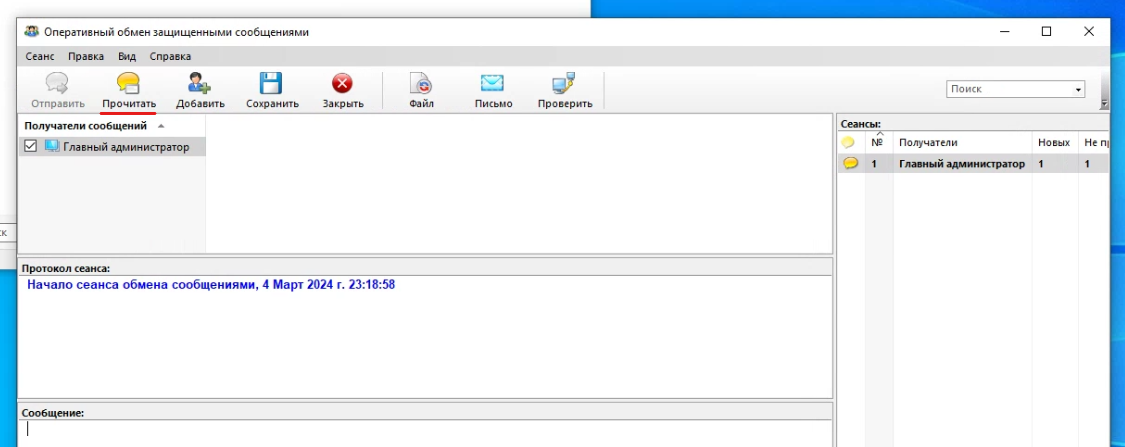 Оперативный обмен защищенными сообщениями
Сеанс Правка Вид Справка
Отправить Прочитать Добавить Сохранить Закрыть Файл Письмо Проверить
Поиск
Получатели сообщений
Главный администратор
Сеансы:
№ Получатели Новых Не п
1 Главный администратор 1 1
Протокол сеанса:
Начало сеанса обмена сообщениями, 4 Март 2024 г. 23:18:58
Сообщение: